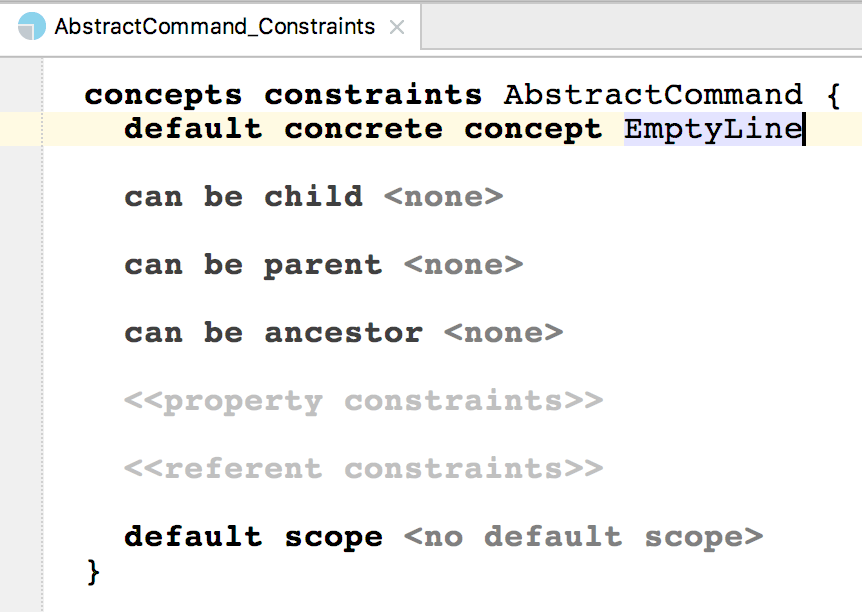 AbstractCommand_Constraints
concepts constraints AbstractCommand {
default concrete concept EmptyLine
can be child <none>
can be parent <none>
can be ancestor <none>
<<property constraints>>
<<referent constraints>>
default scope <no default scope>
}